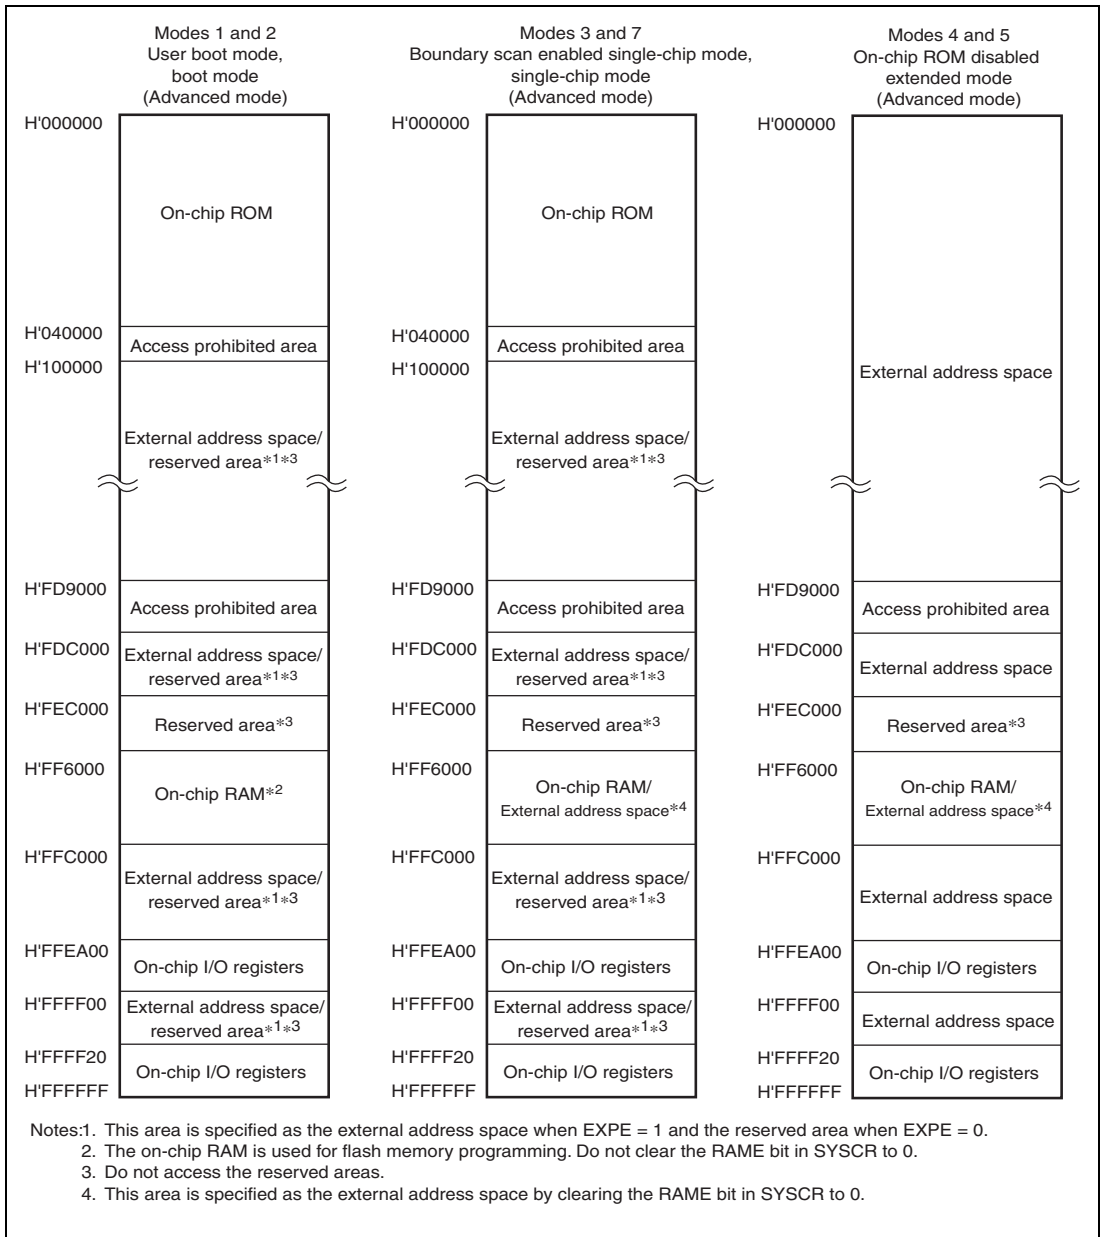 Modes 1 and 2
User boot mode,
boot mode
(Advanced mode)
H'000000
On-chip ROM
H'040000
Access prohibited area
H'100000
External address space/
reserved area*1*3
H'FD9000
Access prohibited area
H'FDC000
External address space/
reserved area*1*3
H'FEC000
Reserved area*3
H'FF6000
On-chip RAM*2
H'FFC000
External address space/
reserved area*1*3
H'FFEA00
On-chip I/O registers
H'FFFF00
External address space/
reserved area*1*3
H'FFFF20
On-chip I/O registers
H'FFFFFF
Modes 3 and 7
Boundary scan enabled single-chip mode,
single-chip mode
(Advanced mode)
H'000000
On-chip ROM
H'040000
Access prohibited area
H'100000
External address space/
reserved area*1*3
H'FD9000
Access prohibited area
H'FDC000
External address space/
reserved area*1*3
H'FEC000
Reserved area*3
H'FF6000
On-chip RAM/
External address space*4
H'FFC000
External address space/
reserved area*1*3
H'FFEA00
On-chip I/O registers
H'FFFF00
External address space/
reserved area*1*3
H'FFFF20
On-chip I/O registers
H'FFFFFF
Modes 4 and 5
On-chip ROM disabled
extended mode
(Advanced mode)
H'000000
External address space
H'FD9000
Access prohibited area
H'FDC000
External address space
H'FEC000
Reserved area*3
H'FF6000
On-chip RAM/
External address space*4
H'FFC000
External address space
H'FFEA00
On-chip I/O registers
H'FFFF00
External address space
H'FFFF20
On-chip I/O registers
H'FFFFFF
Notes:1. This area is specified as the external address space when EXPE = 1 and the reserved area when EXPE = 0.
2. The on-chip RAM is used for flash memory programming. Do not clear the RAME bit in SYSCR to 0.
3. Do not access the reserved areas.
4. This area is specified as the external address space by clearing the RAME bit in SYSCR to 0.